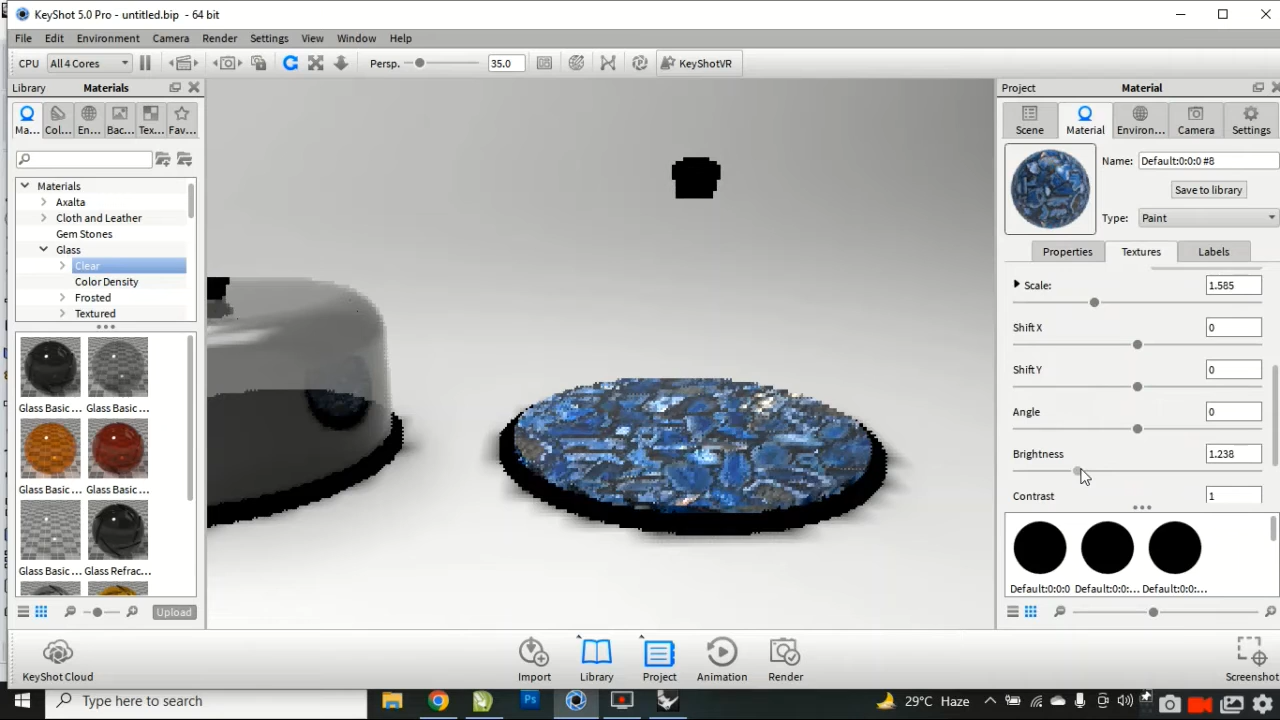 KeyShot 5.0 Pro - untitled.bip - 64 bit
File Edit Environment Camera Render Settings View Window Help
CPU All 4 Cores Persp. 35.0 KeyShotVR
Library Materials
Project Material
Ma... Col... En... Bac... Tex... Fav...
Scene Material Environ... Camera Settings
Name: Default:0:0:0 #8
Save to library
Type: Paint
Materials
Axalta
Cloth and Leather
Gem Stones
Glass
Clear
Color Density
Frosted
Textured
Properties Textures Labels
Scale: 1.585
Shift X 0
Shift Y 0
Angle 0
Brightness 1.238
Contrast 1
Glass Basic ... Glass Basic ...
Glass Basic ... Glass Basic ...
Glass Basic ... Glass Refrac...
Default:0:0:0 Default:0:0:... Default:0:0:...
Upload
KeyShot Cloud
Import Library Project Animation Render
Screenshot
Type here to search
Ps
29°C Haze